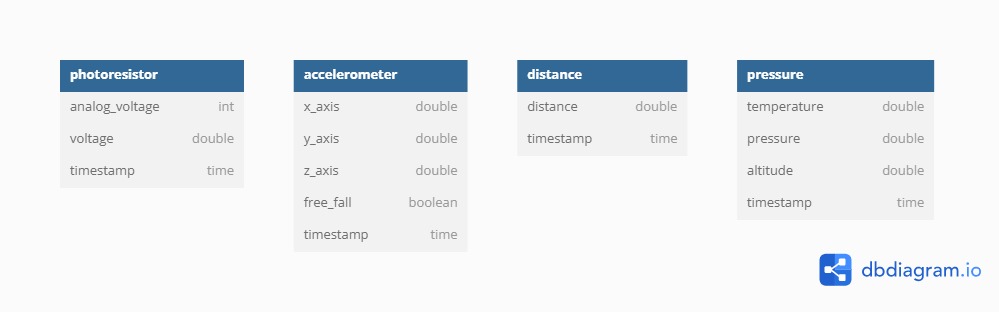 photoresistor
analog_voltage int
voltage double
timestamp time
accelerometer
x_axis double
y_axis double
z_axis double
free_fall boolean
timestamp time
distance
distance double
timestamp time
pressure
temperature double
pressure double
altitude double
timestamp time
dbdiagram.io